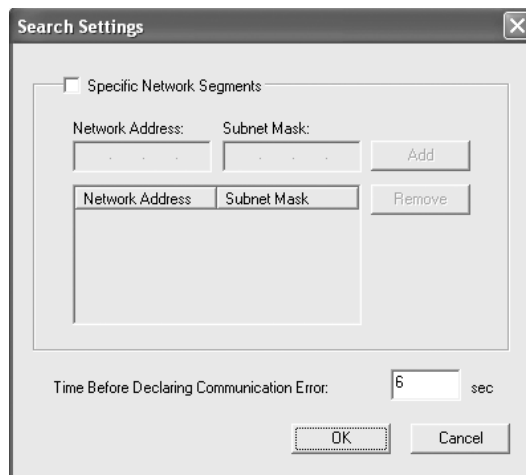 Search Settings
Specific Network Segments
Network Address: Subnet Mask:
. . . . . . Add
Network Address Subnet Mask Remove
Time Before Declaring Communication Error: 6 sec
OK Cancel